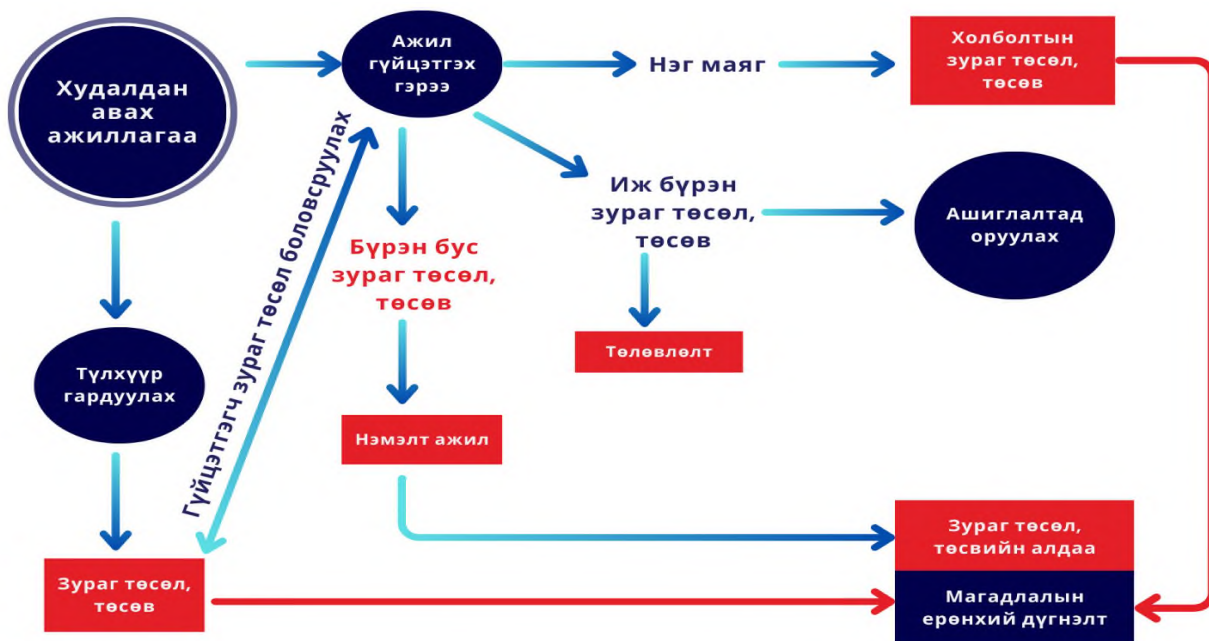 Худалдан
авах
ажиллагаа
Ажил
гүйцэтгэх
гэрээ
Нэг маяг
Холболтын
зураг төсөл,
төсөв
Гүйцэтгэгч зураг төсөл боловсруулах
Иж бүрэн
зураг төсөл,
төсөв
Ашиглалтад
оруулах
Бүрэн бус
зураг төсөл,
төсөв
Төлөвлөлт
Түлхүүр
гардуулах
Нэмэлт ажил
Зураг төсөл,
төсвийн алдаа
Зураг төсөл,
төсөв
Магадлалын
ерөнхий дүгнэлт